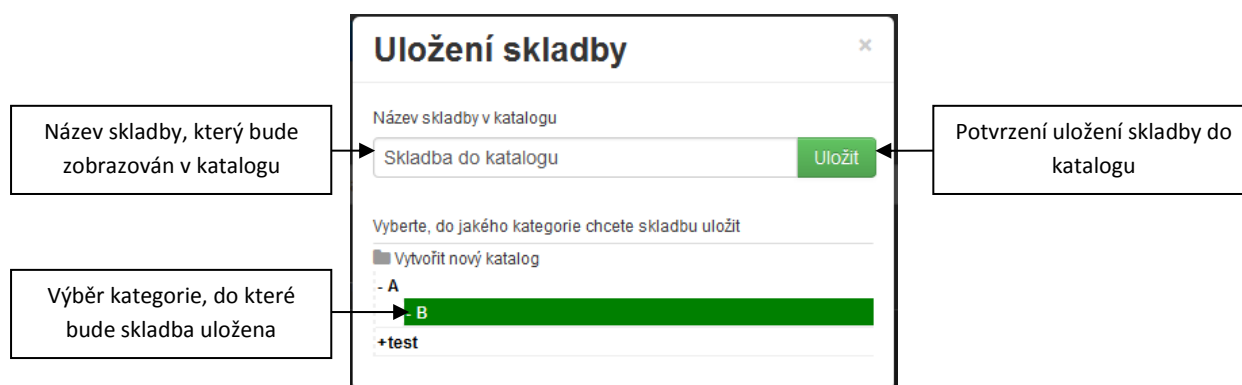 Uložení skladby
×
Název skladby, který bude
zobrazován v katalogu
Název skladby v katalogu
Skladba do katalogu
Uložit
Potvrzení uložení skladby do
katalogu
Vyberte, do jakého kategorie chcete skladbu uložit
Vytvořit nový katalog
- A
Výběr kategorie, do které
bude skladba uložena
- B
+test